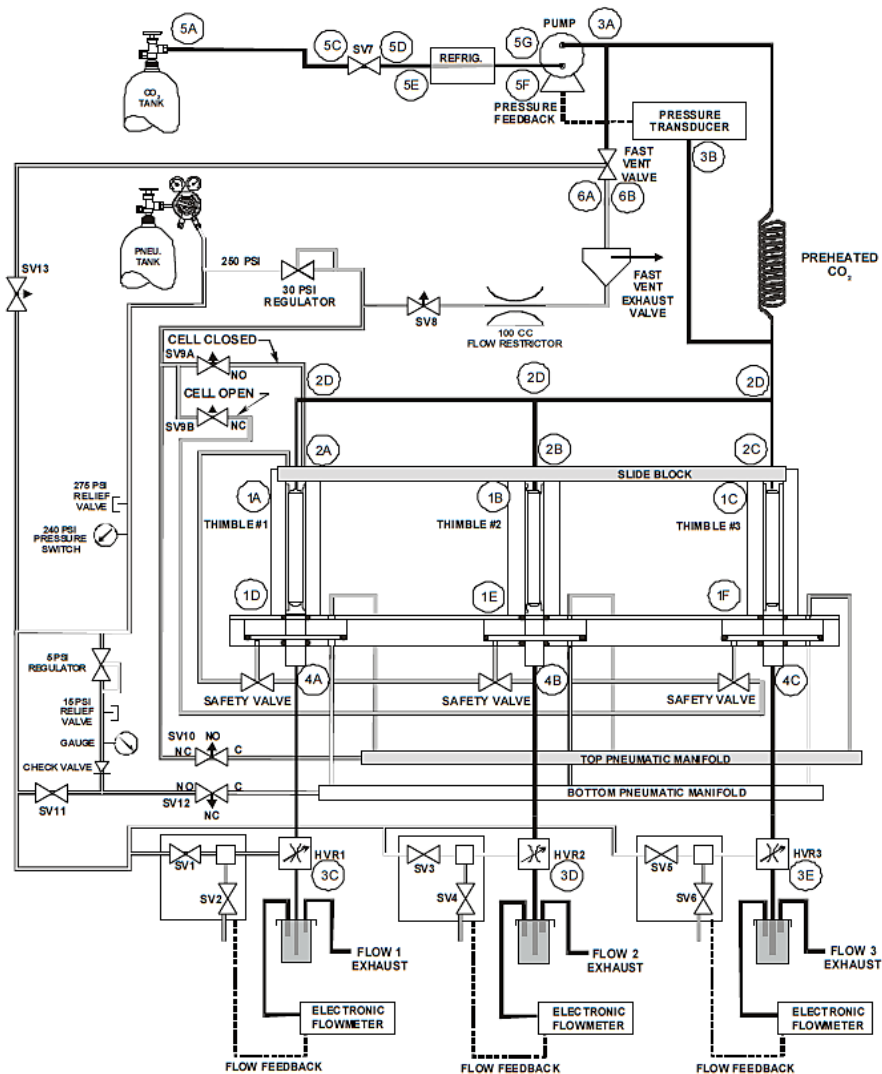 5A
CO2
TANK
5C
SV7
5D
5E
REFRIG.
5F
5G
PUMP
3A
PRESSURE
FEEDBACK
PRESSURE
TRANSDUCER
3B
FAST
VENT
VALVE
6A
6B
PNEU.
TANK
SV13
250 PSI
30 PSI
REGULATOR
SV8
100 CC
FLOW RESTRICTOR
FAST
VENT
EXHAUST
VALVE
PREHEATED
CO2
CELL CLOSED
SV9A
NO
CELL OPEN
SV9B
NC
2D
2D
2D
2A
2B
2C
SLIDE BLOCK
275 PSI
RELIEF
VALVE
240 PSI
PRESSURE
SWITCH
1A
THIMBLE #1
1B
THIMBLE #2
1C
THIMBLE #3
1D
1E
1F
5 PSI
REGULATOR
15 PSI
RELIEF
VALVE
GAUGE
CHECK VALVE
SAFETY VALVE
4A
SAFETY VALVE
4B
SAFETY VALVE
4C
SV10
NO
NC
C
TOP PNEUMATIC MANIFOLD
NO
C
SV12
NC
BOTTOM PNEUMATIC MANIFOLD
SV11
SV1
SV2
HVR1
3C
SV3
SV4
HVR2
3D
SV5
SV6
HVR3
3E
FLOW 1
EXHAUST
FLOW 2
EXHAUST
FLOW 3
EXHAUST
ELECTRONIC
FLOWMETER
ELECTRONIC
FLOWMETER
ELECTRONIC
FLOWMETER
FLOW FEEDBACK
FLOW FEEDBACK
FLOW FEEDBACK